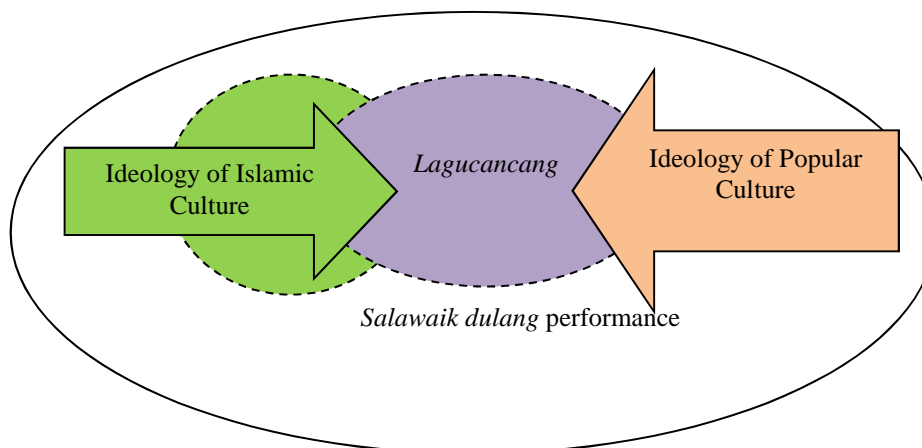 Ideology of Islamic
Culture
Lagucancang
Ideology of Popular
Culture
Salawaik dulang performance